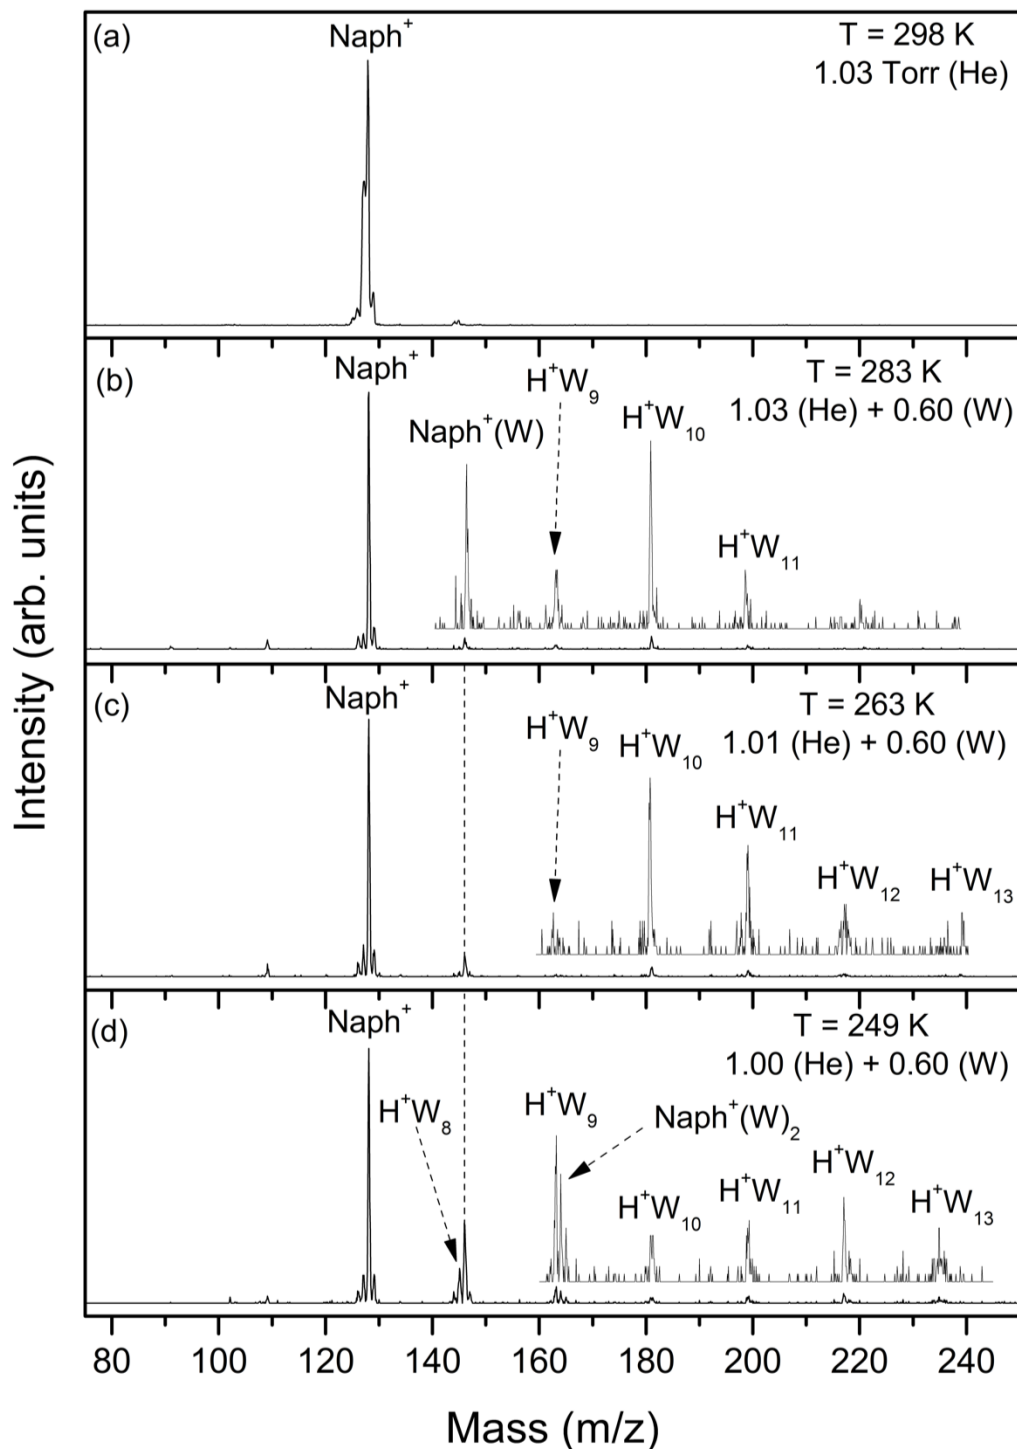 (a)
Naph⁺
T = 298 K
1.03 Torr (He)
(b)
Naph⁺
Naph⁺(W)
H⁺W₉
H⁺W₁₀
H⁺W₁₁
T = 283 K
1.03 (He) + 0.60 (W)
(c)
Naph⁺
H⁺W₉
H⁺W₁₀
H⁺W₁₁
H⁺W₁₂
H⁺W₁₃
T = 263 K
1.01 (He) + 0.60 (W)
(d)
Naph⁺
H⁺W₈
H⁺W₉
Naph⁺(W)₂
H⁺W₁₀
H⁺W₁₁
H⁺W₁₂
H⁺W₁₃
T = 249 K
1.00 (He) + 0.60 (W)
Intensity (arb. units)
80 100 120 140 160 180 200 220 240
Mass (m/z)